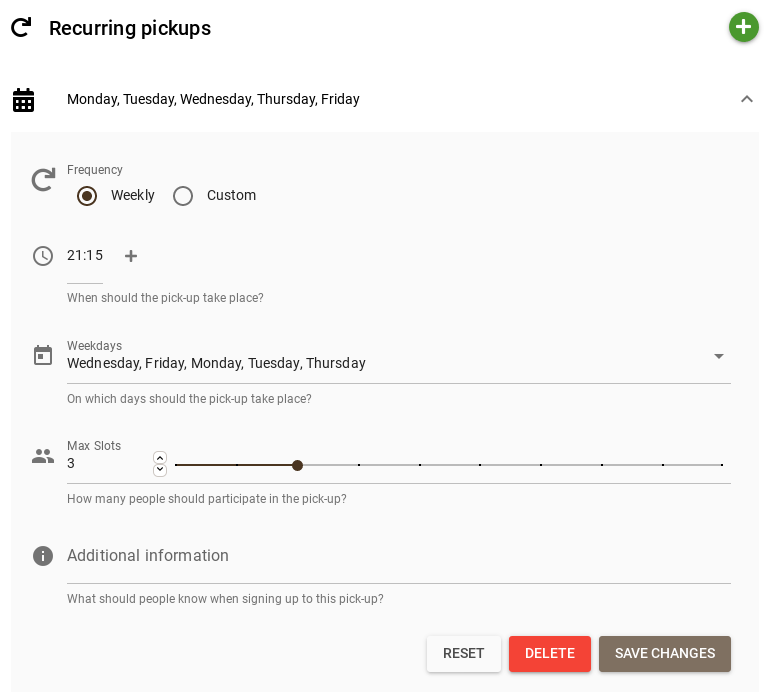 Recurring pickups
Monday, Tuesday, Wednesday, Thursday, Friday
Frequency
Weekly Custom
21:15
When should the pick-up take place?
Weekdays
Wednesday, Friday, Monday, Tuesday, Thursday
On which days should the pick-up take place?
Max Slots
3
How many people should participate in the pick-up?
Additional information
What should people know when signing up to this pick-up?
RESET DELETE SAVE CHANGES